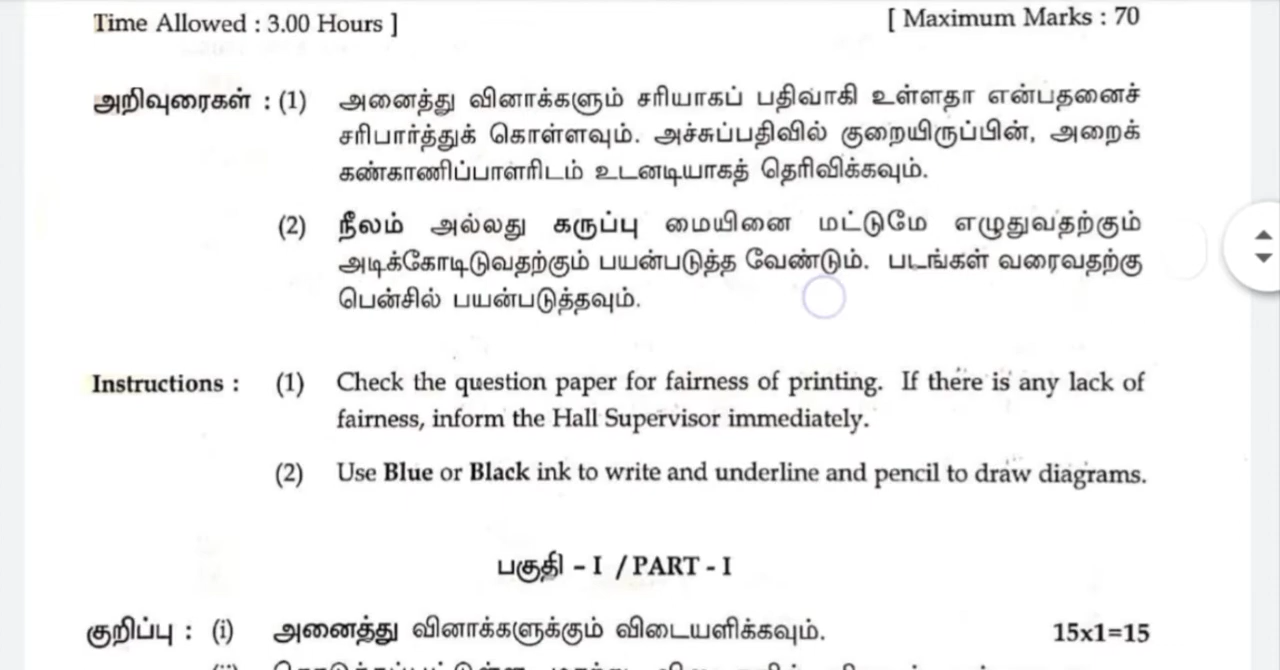 Time Allowed : 3.00 Hours ] [ Maximum Marks : 70
அறிவுரைகள் : (1) அனைத்து வினாக்களும் சரியாகப் பதிவாகி உள்ளதா என்பதனைச்
சரிபார்த்துக் கொள்ளவும். அச்சுப்பதிவில் குறையிருப்பின், அறைக்
கண்காணிப்பாளரிடம் உடனடியாகத் தெரிவிக்கவும்.
(2) நீலம் அல்லது கருப்பு மையினை மட்டுமே எழுதுவதற்கும்
அடிக்கோடிடுவதற்கும் பயன்படுத்த வேண்டும். படங்கள் வரைவதற்கு
பென்சில் பயன்படுத்தவும்.
Instructions : (1) Check the question paper for fairness of printing. If there is any lack of
fairness, inform the Hall Supervisor immediately.
(2) Use Blue or Black ink to write and underline and pencil to draw diagrams.
பகுதி - I / PART - I
குறிப்பு : (i) அனைத்து வினாக்களுக்கும் விடையளிக்கவும். 15x1=15